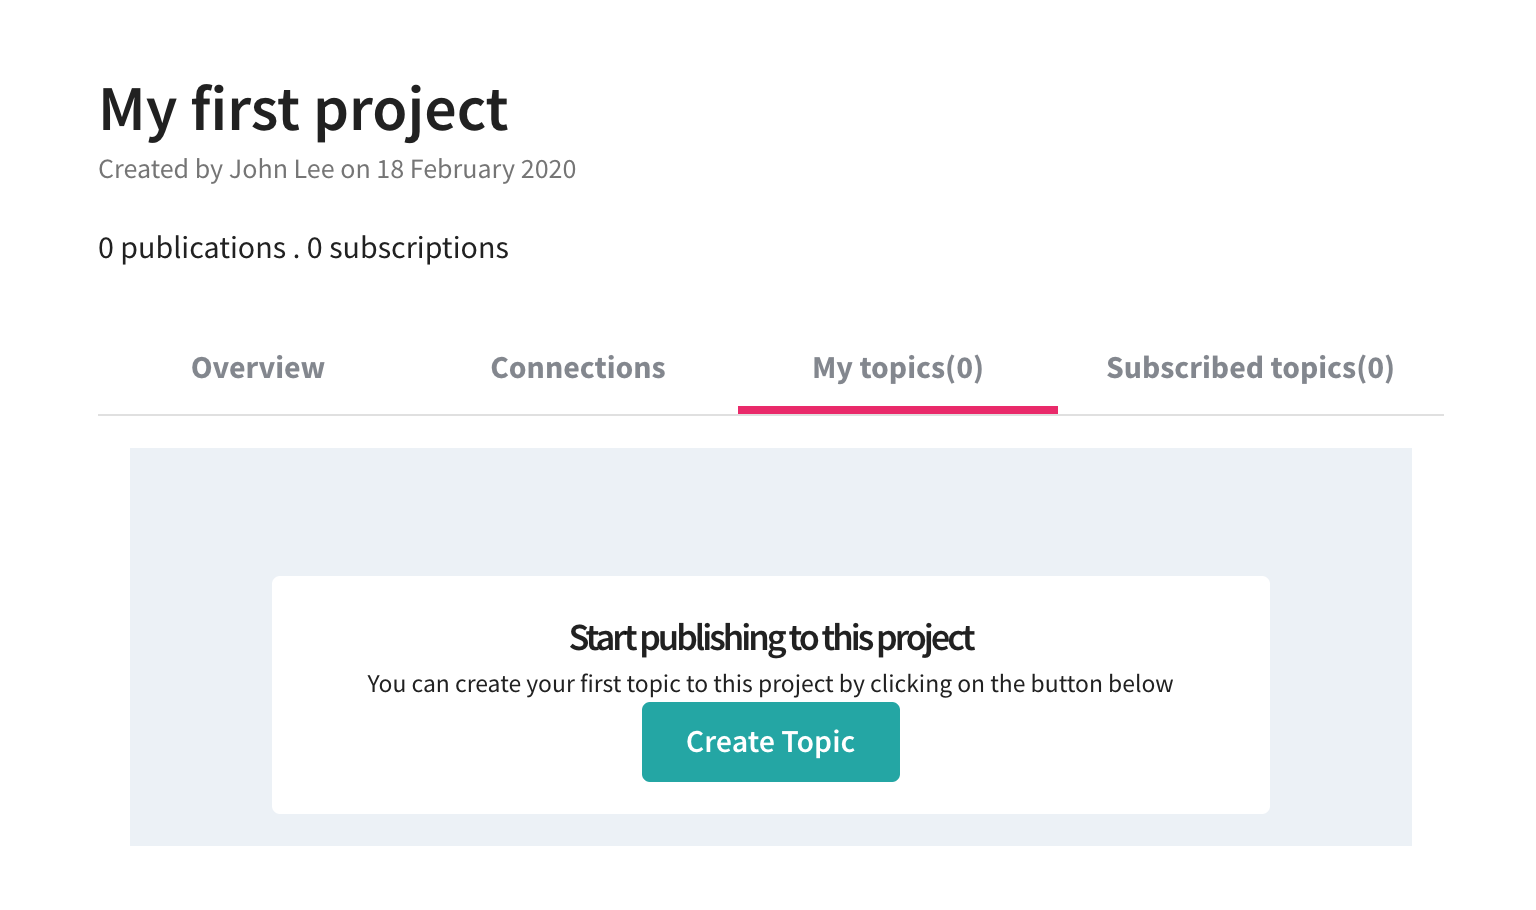 My first project
Created by John Lee on 18 February 2020
0 publications . 0 subscriptions
Overview Connections My topics(0) Subscribed topics(0)
Start publishing to this project
You can create your first topic to this project by clicking on the button below
Create Topic